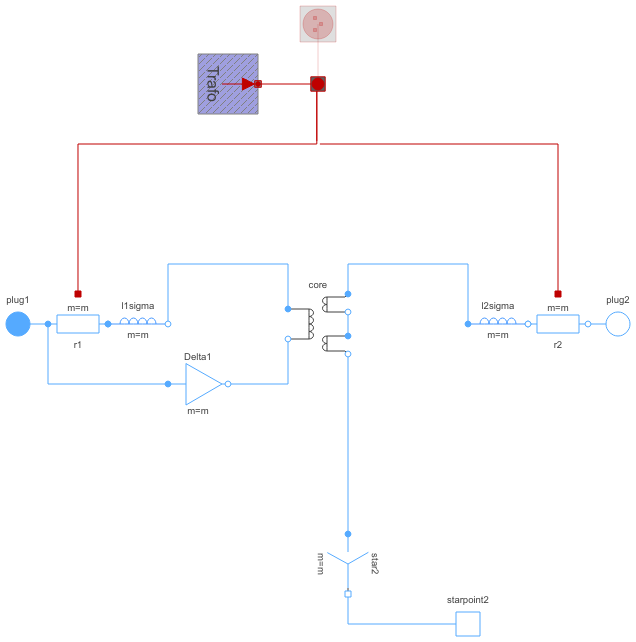 Trafo
plug1
m=m
r1
l1sigma
m=m
core
l2sigma
m=m
m=m
r2
plug2
Delta1
m=m
m=m
star2
starpoint2